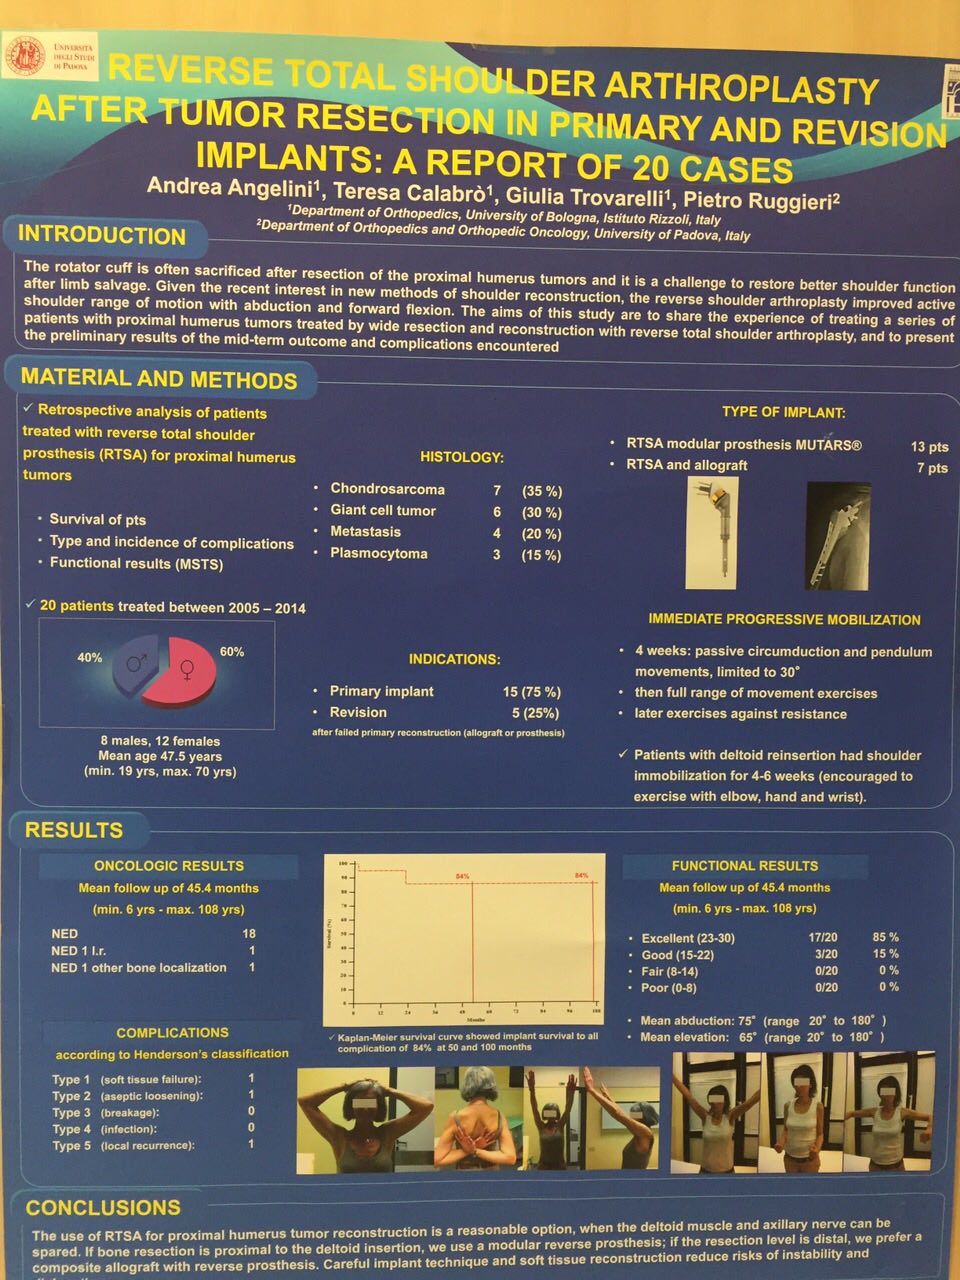 UNIVERSITÀ
DEGLI STUDI
DI PADOVA
REVERSE TOTAL SHOULDER ARTHROPLASTY
AFTER TUMOR RESECTION IN PRIMARY AND REVISION
IMPLANTS: A REPORT OF 20 CASES
Andrea Angelini¹, Teresa Calabrò¹, Giulia Trovarelli¹, Pietro Ruggieri²
¹Department of Orthopedics, University of Bologna, Istituto Rizzoli, Italy
²Department of Orthopedics and Orthopedic Oncology, University of Padova, Italy
INTRODUCTION
The rotator cuff is often sacrificed after resection of the proximal humerus tumors and it is a challenge to restore better shoulder function
after limb salvage. Given the recent interest in new methods of shoulder reconstruction, the reverse shoulder arthroplasty improved active
shoulder range of motion with abduction and forward flexion. The aims of this study are to share the experience of treating a series of
patients with proximal humerus tumors treated by wide resection and reconstruction with reverse total shoulder arthroplasty, and to present
the preliminary results of the mid-term outcome and complications encountered
MATERIAL AND METHODS
✓ Retrospective analysis of patients
treated with reverse total shoulder
prosthesis (RTSA) for proximal humerus
tumors
• Survival of pts
• Type and incidence of complications
• Functional results (MSTS)
✓ 20 patients treated between 2005 – 2014
40% ♂ ♀ 60%
8 males, 12 females
Mean age 47.5 years
(min. 19 yrs, max. 70 yrs)
HISTOLOGY:
• Chondrosarcoma 7 (35 %)
• Giant cell tumor 6 (30 %)
• Metastasis 4 (20 %)
• Plasmocytoma 3 (15 %)
INDICATIONS:
• Primary implant 15 (75 %)
• Revision 5 (25%)
after failed primary reconstruction (allograft or prosthesis)
TYPE OF IMPLANT:
• RTSA modular prosthesis MUTARS® 13 pts
• RTSA and allograft 7 pts
IMMEDIATE PROGRESSIVE MOBILIZATION
• 4 weeks: passive circumduction and pendulum
movements, limited to 30°
• then full range of movement exercises
• later exercises against resistance
✓ Patients with deltoid reinsertion had shoulder
immobilization for 4-6 weeks (encouraged to
exercise with elbow, hand and wrist).
RESULTS
ONCOLOGIC RESULTS
Mean follow up of 45.4 months
(min. 6 yrs - max. 108 yrs)
NED 18
NED 1 l.r. 1
NED 1 other bone localization 1
COMPLICATIONS
according to Henderson's classification
Type 1 (soft tissue failure): 1
Type 2 (aseptic loosening): 1
Type 3 (breakage): 0
Type 4 (infection): 0
Type 5 (local recurrence): 1
100
90
80
70
60
50
40
30
20
10
0
Survival (%)
84% 84%
0 12 24 36 48 60 72 84 96 108
Months
✓ Kaplan-Meier survival curve showed implant survival to all
complication of 84% at 50 and 100 months
FUNCTIONAL RESULTS
Mean follow up of 45.4 months
(min. 6 yrs - max. 108 yrs)
• Excellent (23-30) 17/20 85 %
• Good (15-22) 3/20 15 %
• Fair (8-14) 0/20 0 %
• Poor (0-8) 0/20 0 %
• Mean abduction: 75° (range 20° to 180° )
• Mean elevation: 65° (range 20° to 180° )
CONCLUSIONS
The use of RTSA for proximal humerus tumor reconstruction is a reasonable option, when the deltoid muscle and axillary nerve can be
spared. If bone resection is proximal to the deltoid insertion, we use a modular reverse prosthesis; if the resection level is distal, we prefer a
composite allograft with reverse prosthesis. Careful implant technique and soft tissue reconstruction reduce risks of instability and